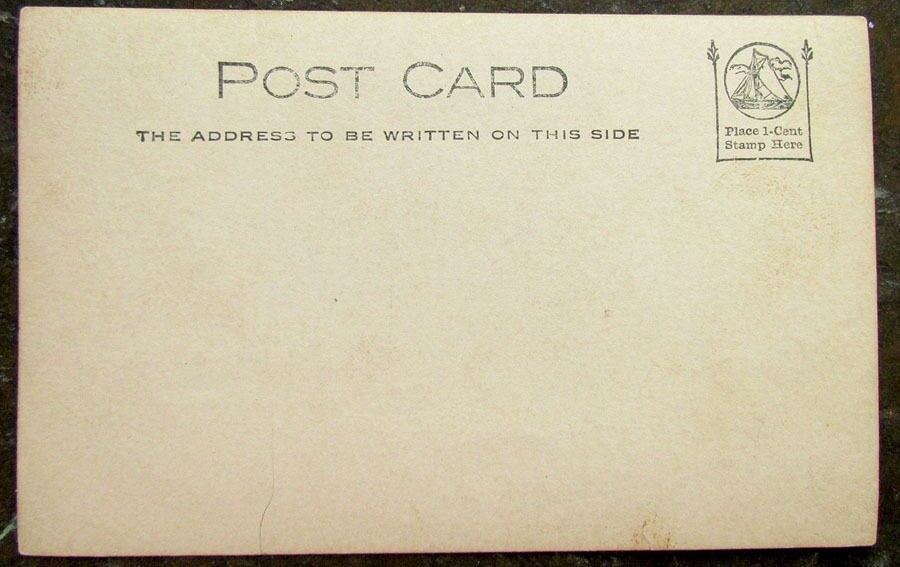 POST CARD
THE ADDRESS TO BE WRITTEN ON THIS SIDE
Place 1-Cent
Stamp Here